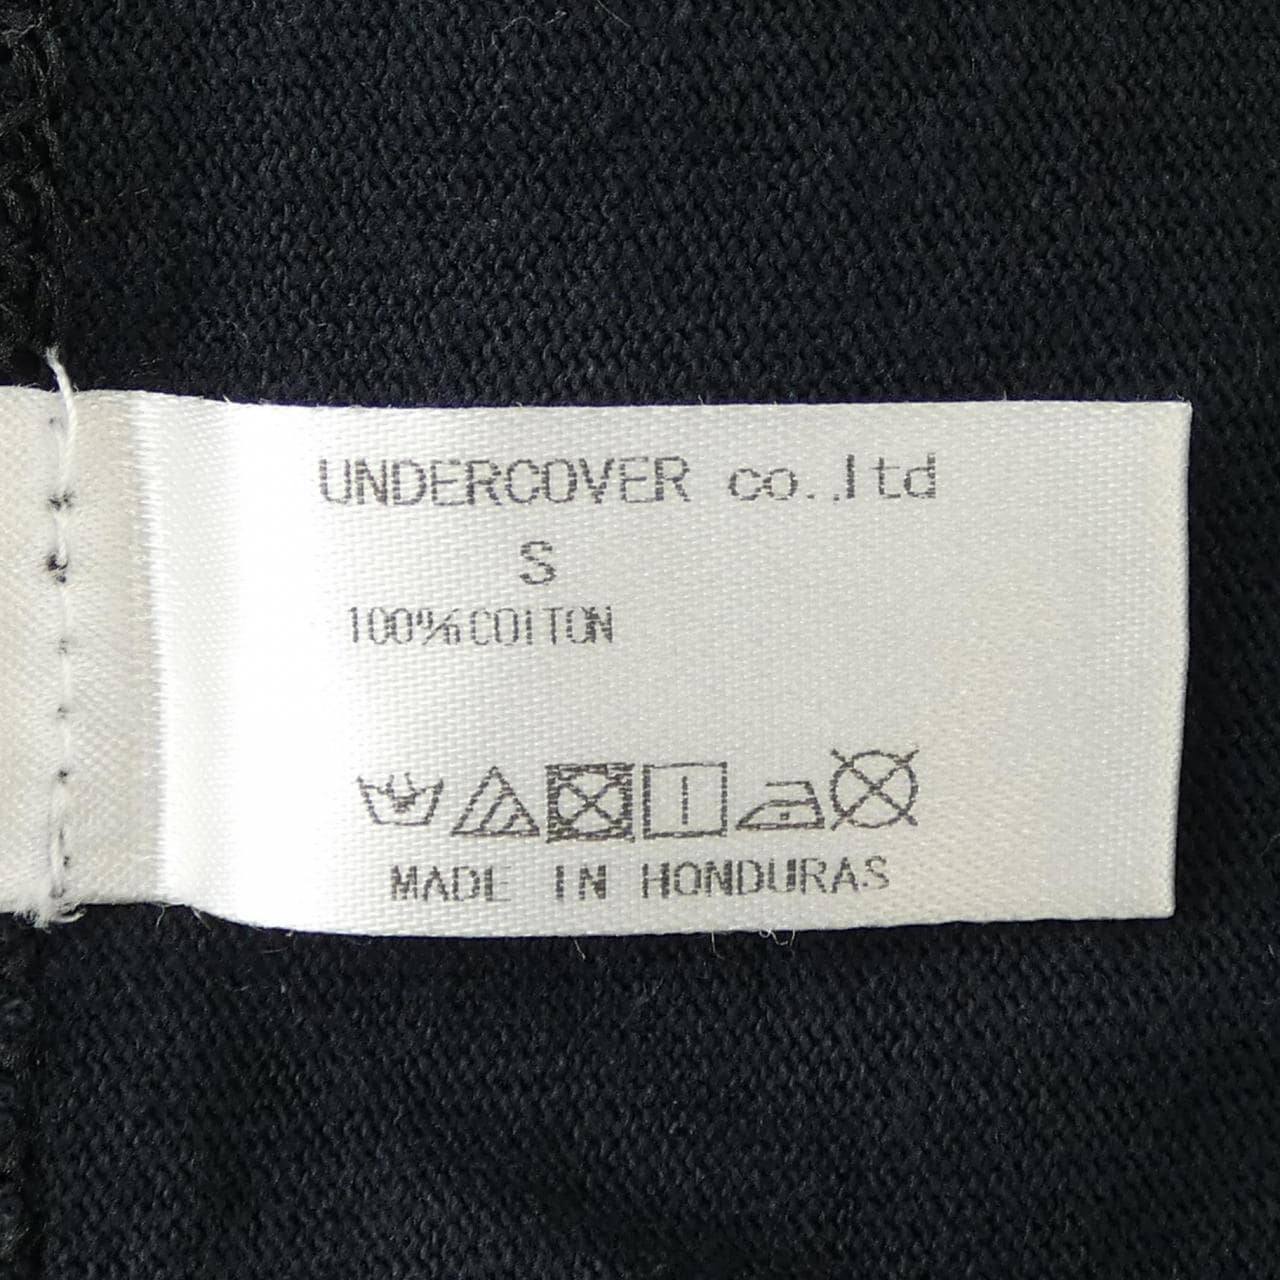 UNDERCOVER co.,ltd
S
100%COTTON
MADE IN HONDURAS